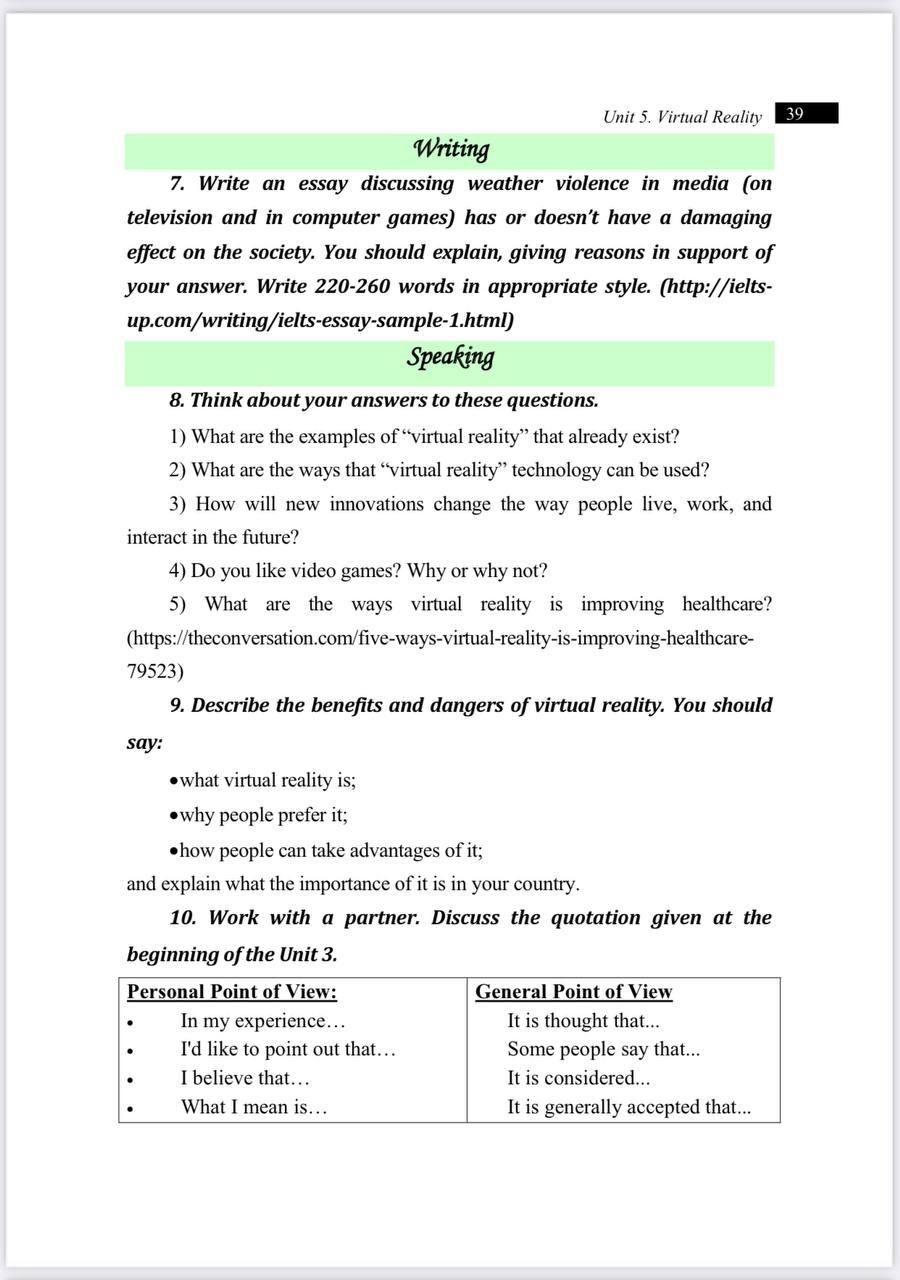 Unit 5. Virtual Reality 39
Writing
7. Write an essay discussing weather violence in media (on
television and in computer games) has or doesn’t have a damaging
effect on the society. You should explain, giving reasons in support of
your answer. Write 220-260 words in appropriate style. (http://ielts-
up.com/writing/ielts-essay-sample-1.html)
Speaking
8. Think about your answers to these questions.
1) What are the examples of “virtual reality” that already exist?
2) What are the ways that “virtual reality” technology can be used?
3) How will new innovations change the way people live, work, and
interact in the future?
4) Do you like video games? Why or why not?
5) What are the ways virtual reality is improving healthcare?
(https://theconversation.com/five-ways-virtual-reality-is-improving-healthcare-
79523)
9. Describe the benefits and dangers of virtual reality. You should
say:
•what virtual reality is;
•why people prefer it;
•how people can take advantages of it;
and explain what the importance of it is in your country.
10. Work with a partner. Discuss the quotation given at the
beginning of the Unit 3.
Personal Point of View:
• In my experience…
• I'd like to point out that…
• I believe that…
• What I mean is…
General Point of View
It is thought that...
Some people say that...
It is considered...
It is generally accepted that...